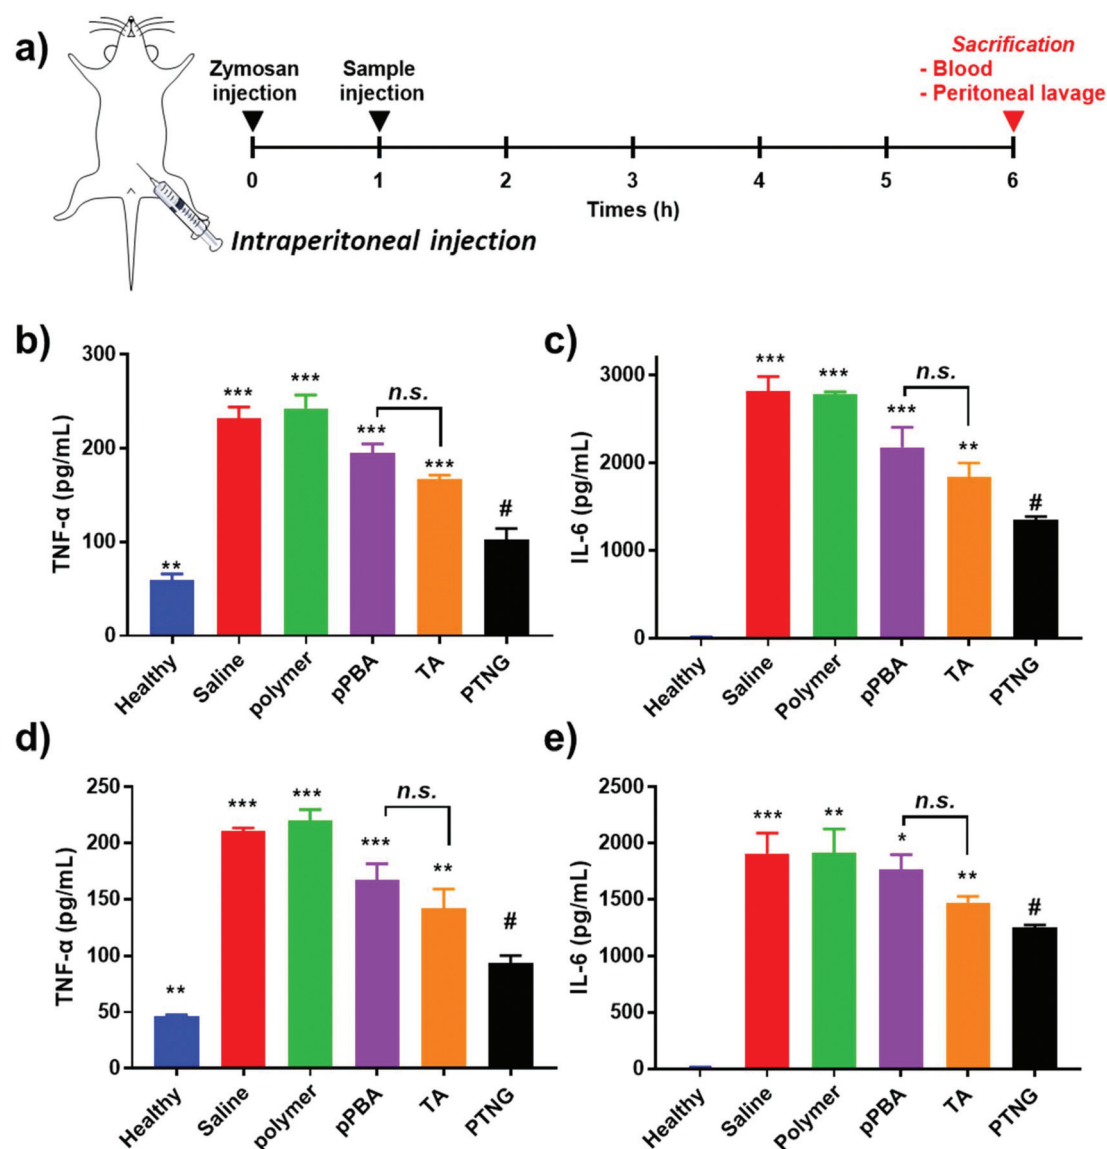 a)
Zymosan
injection
Sample
injection
Sacrification
- Blood
- Peritoneal lavage
0 1 2 3 4 5 6
Times (h)
Intraperitoneal injection
b)
TNF-α (pg/mL)
300
200
100
0
**
***
***
***
n.s.
***
#
Healthy
Saline
polymer
pPBA
TA
PTNG
c)
IL-6 (pg/mL)
3000
2000
1000
0
***
***
***
n.s.
**
#
Healthy
Saline
Polymer
pPBA
TA
PTNG
d)
TNF-α (pg/mL)
250
200
150
100
50
0
**
***
***
***
n.s.
**
#
Healthy
Saline
polymer
pPBA
TA
PTNG
e)
IL-6 (pg/mL)
2500
2000
1500
1000
500
0
***
**
*
n.s.
**
#
Healthy
Saline
Polymer
pPBA
TA
PTNG